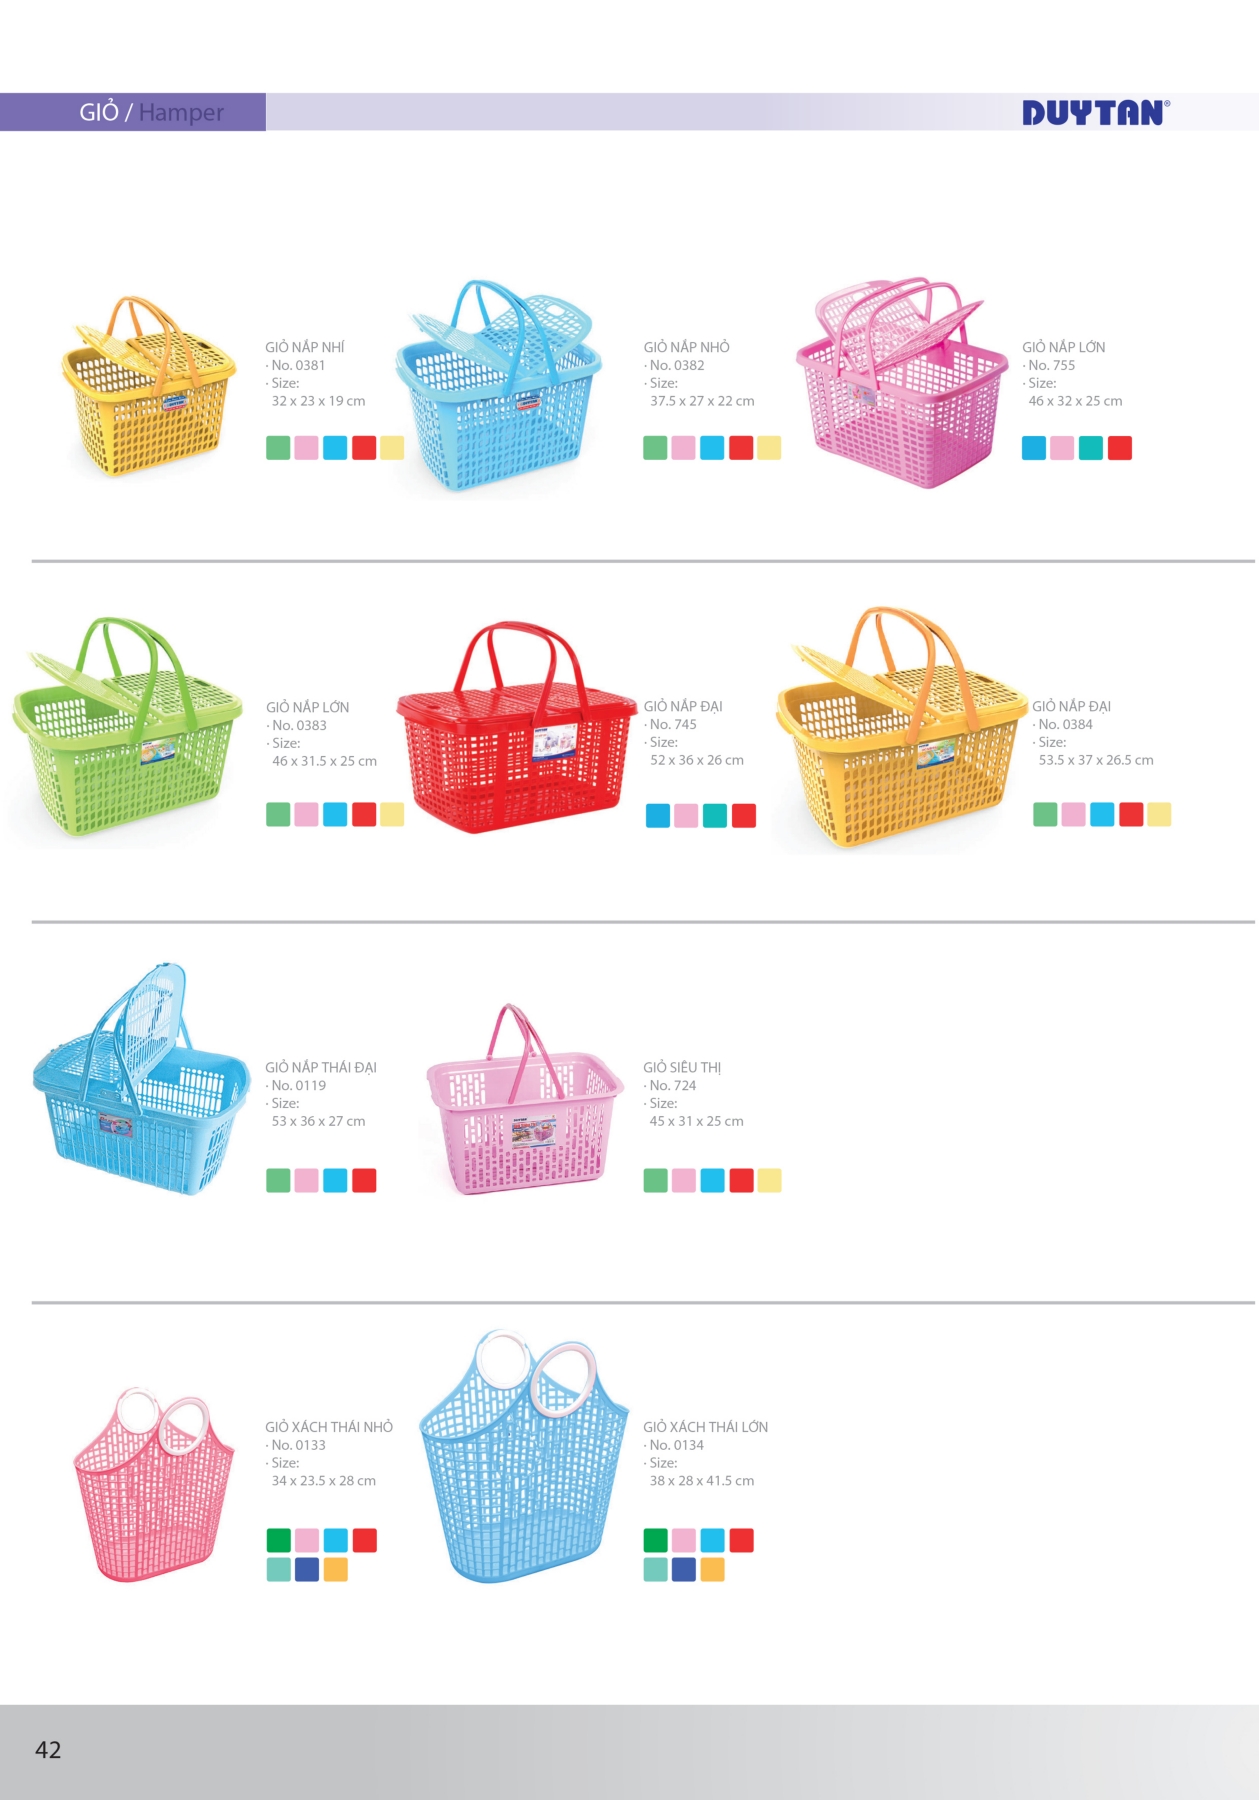 GIỎ / Hamper
DUYTAN®
GIỎ NẮP NHÍ
· No. 0381
· Size:
32 x 23 x 19 cm
GIỎ NẮP NHỎ
· No. 0382
· Size:
37.5 x 27 x 22 cm
GIỎ NẮP LỚN
· No. 755
· Size:
46 x 32 x 25 cm
GIỎ NẮP LỚN
· No. 0383
· Size:
46 x 31.5 x 25 cm
GIỎ NẮP ĐẠI
· No. 745
· Size:
52 x 36 x 26 cm
GIỎ NẮP ĐẠI
· No. 0384
· Size:
53.5 x 37 x 26.5 cm
GIỎ NẮP THÁI ĐẠI
· No. 0119
· Size:
53 x 36 x 27 cm
GIỎ SIÊU THỊ
· No. 724
· Size:
45 x 31 x 25 cm
GIỎ XÁCH THÁI NHỎ
· No. 0133
· Size:
34 x 23.5 x 28 cm
GIỎ XÁCH THÁI LỚN
· No. 0134
· Size:
38 x 28 x 41.5 cm
42